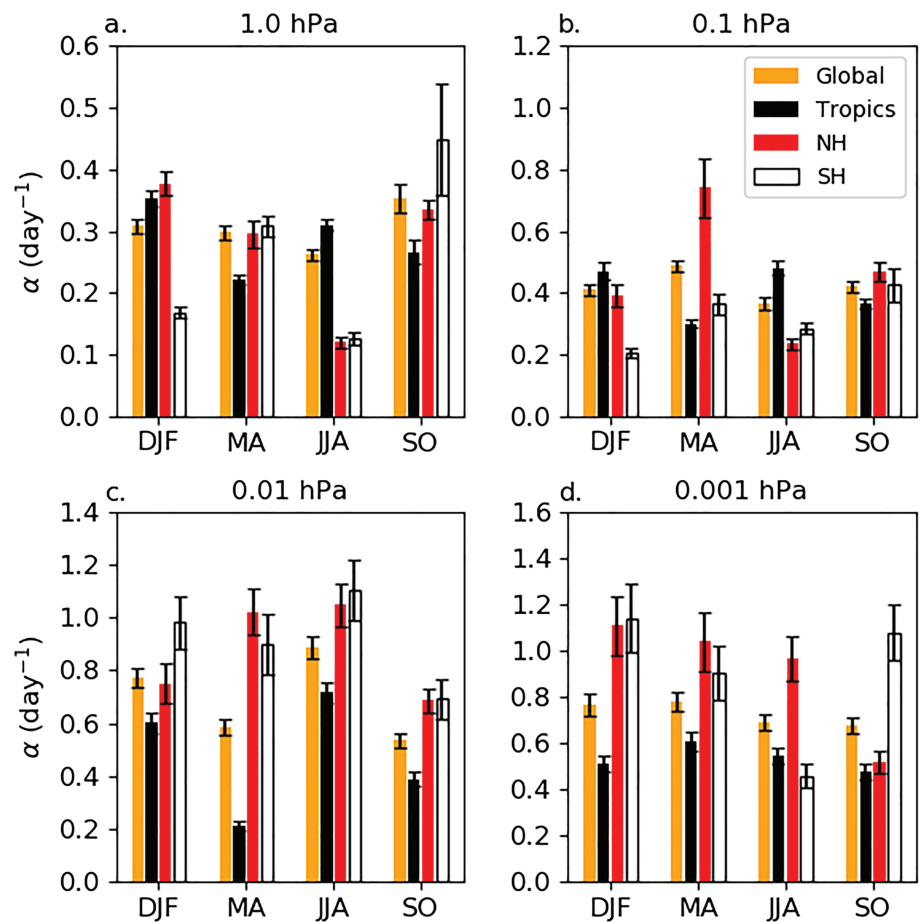 a. 1.0 hPa
0.6
0.5
0.4
0.3
0.2
0.1
0.0
α (day⁻¹)
DJF MA JJA SO
b. 0.1 hPa
1.2
1.0
0.8
0.6
0.4
0.2
0.0
Global
Tropics
NH
SH
DJF MA JJA SO
c. 0.01 hPa
1.4
1.2
1.0
0.8
0.6
0.4
0.2
0.0
α (day⁻¹)
DJF MA JJA SO
d. 0.001 hPa
1.6
1.4
1.2
1.0
0.8
0.6
0.4
0.2
0.0
DJF MA JJA SO